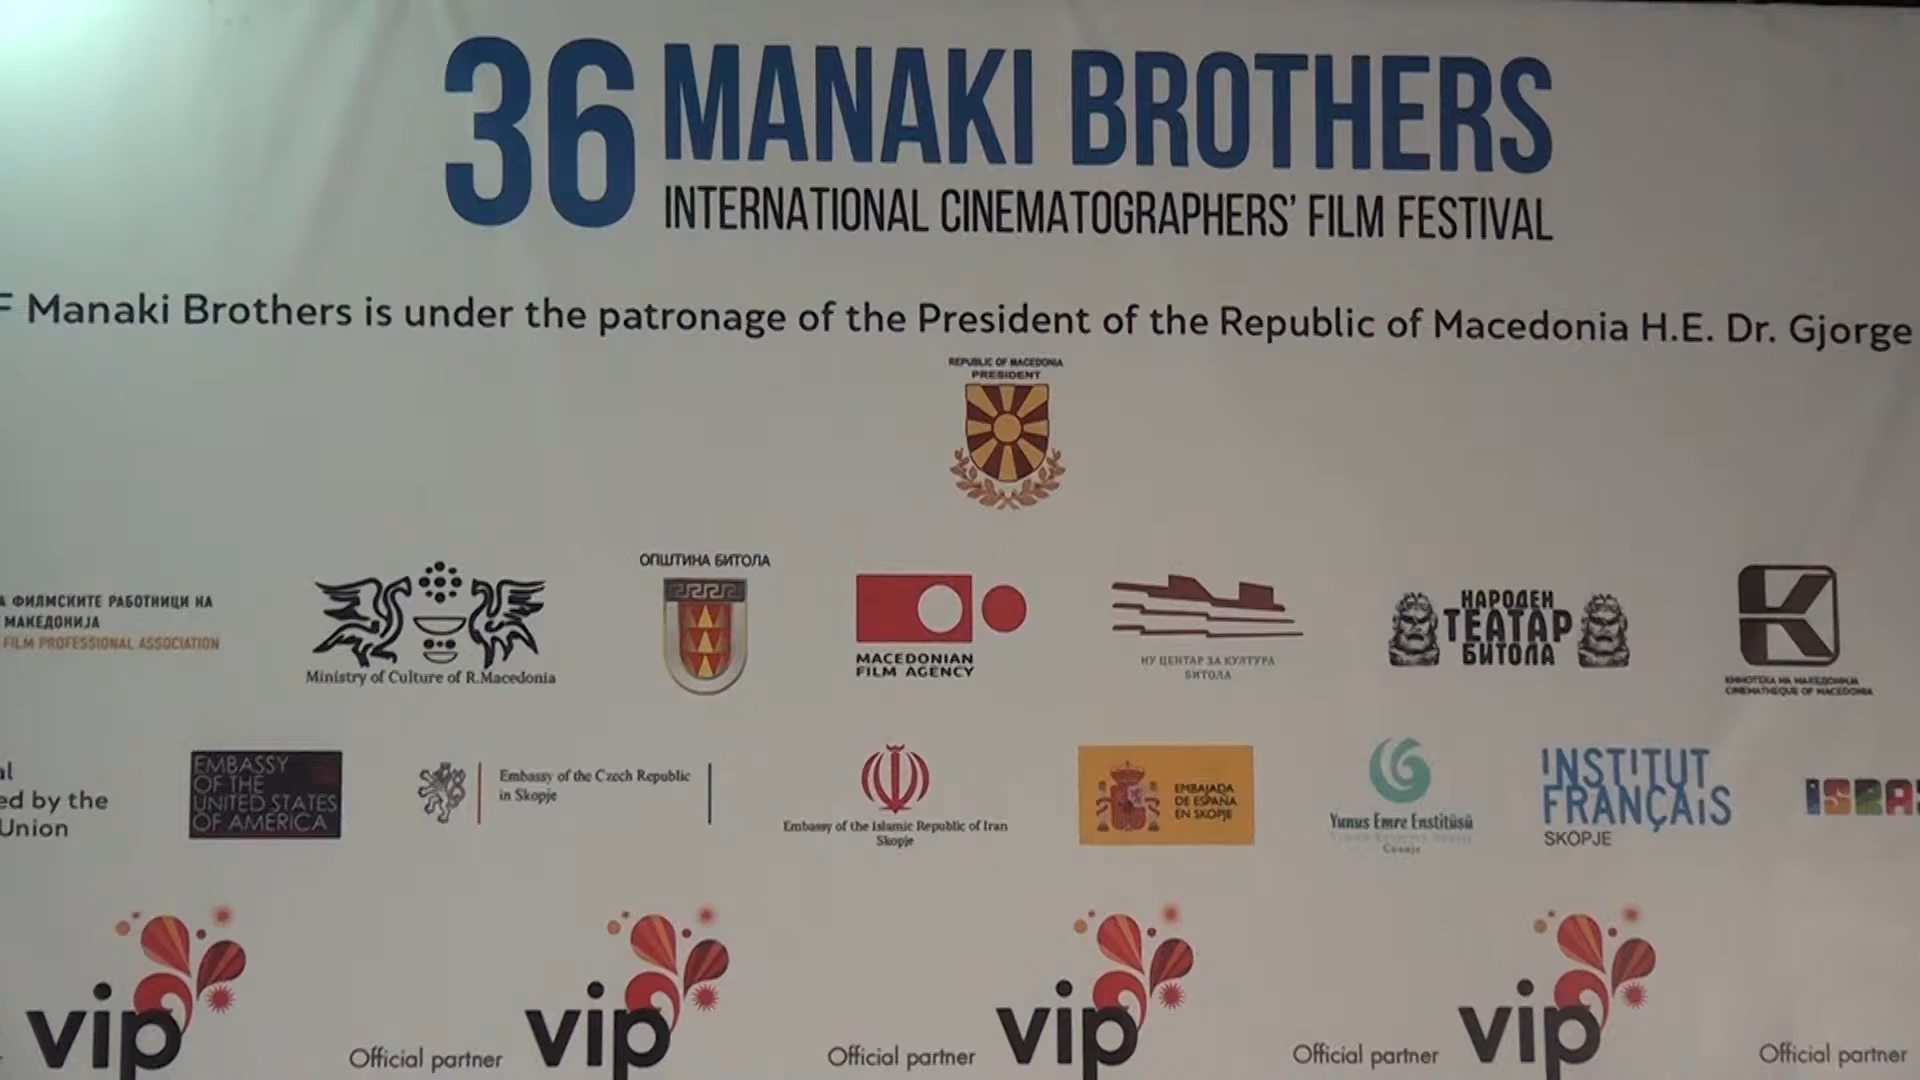 36 MANAKI BROTHERS
INTERNATIONAL CINEMATOGRAPHERS' FILM FESTIVAL
F Manaki Brothers is under the patronage of the President of the Republic of Macedonia H.E. Dr. Gjorge
REPUBLIC OF MACEDONIA
PRESIDENT
А ФИЛМСКИТЕ РАБОТНИЦИ НА
МАКЕДОНИЈА
FILM PROFESSIONAL ASSOCIATION
Ministry of Culture of R.Macedonia
ОПШТИНА БИТОЛА
MACEDONIAN
FILM AGENCY
НУ ЦЕНТАР ЗА КУЛТУРА
БИТОЛА
НАРОДЕН
ТЕАТАР
БИТОЛА
КИНОТЕКА НА МАКЕДОНИЈА
CINEMATHEQUE OF MACEDONIA
al
ed by the
Union
EMBASSY
OF THE
UNITED STATES
OF AMERICA
Embassy of the Czech Republic
in Skopje
Embassy of the Islamic Republic of Iran
Skopje
EMBAJADA
DE ESPAÑA
EN SKOPJE
Yunus Emre Enstitüsü
INSTITUT
FRANÇAIS
SKOPJE
ISRA
vip
Official partner
vip
Official partner
vip
Official partner
vip
Official partner